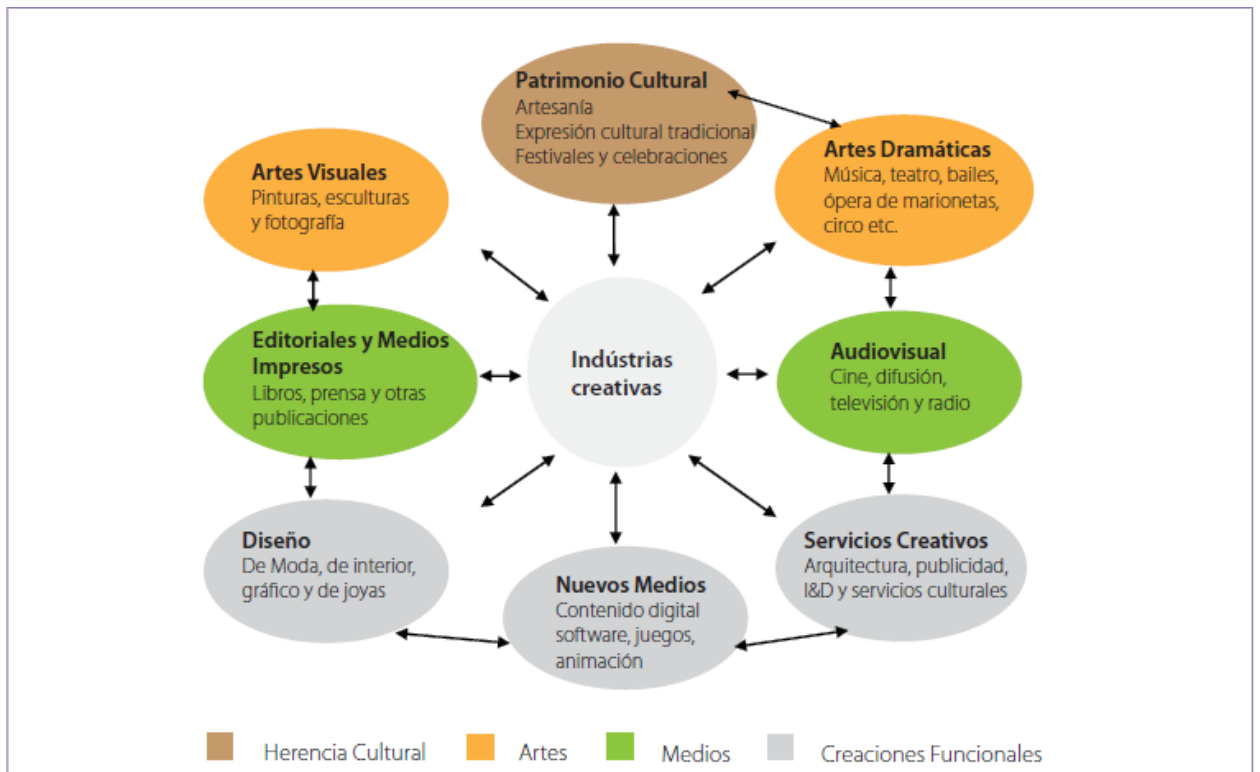 Patrimonio Cultural
Artesanía
Expresión cultural tradicional
Festivales y celebraciones
Artes Visuales
Pinturas, esculturas
y fotografía
Artes Dramáticas
Música, teatro, bailes,
ópera de marionetas,
circo etc.
Editoriales y Medios
Impresos
Libros, prensa y otras
publicaciones
Indústrias
creativas
Audiovisual
Cine, difusión,
televisión y radio
Diseño
De Moda, de interior,
gráfico y de joyas
Nuevos Medios
Contenido digital
software, juegos,
animación
Servicios Creativos
Arquitectura, publicidad,
I&D y servicios culturales
Herencia Cultural
Artes
Medios
Creaciones Funcionales